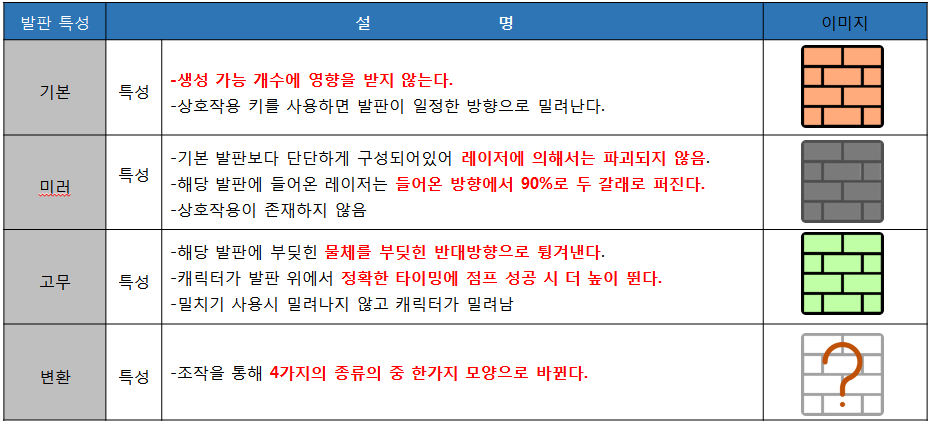 발판 특성 설 명 이미지
기본 특성
-생성 가능 개수에 영향을 받지 않는다.
-상호작용 키를 사용하면 발판이 일정한 방향으로 밀려난다.
미러 특성
-기본 발판보다 단단하게 구성되어있어 레이저에 의해서는 파괴되지 않음.
-해당 발판에 들어온 레이저는 들어온 방향에서 90%로 두 갈래로 퍼진다.
-상호작용이 존재하지 않음
고무 특성
-해당 발판에 부딪힌 물체를 부딪힌 반대방향으로 튕겨낸다.
-캐릭터가 발판 위에서 정확한 타이밍에 점프 성공 시 더 높이 뛴다.
-밀치기 사용시 밀려나지 않고 캐릭터가 밀려남
변환 특성
-조작을 통해 4가지의 종류의 중 한가지 모양으로 바뀐다.
?